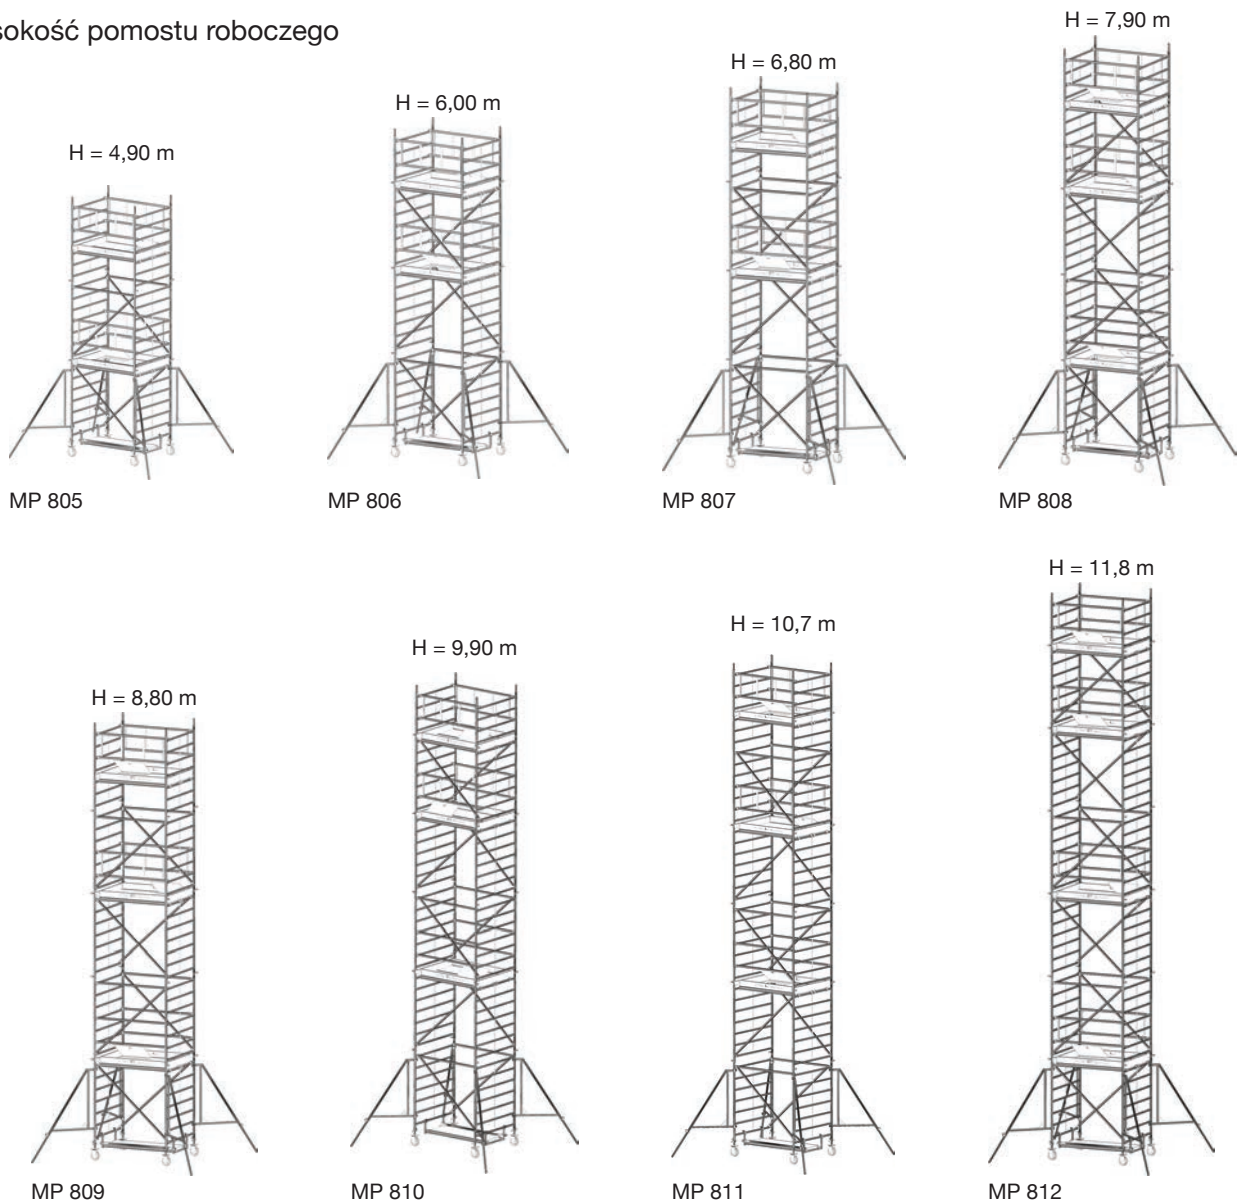 sokość pomostu roboczego
H = 4,90 m
H = 6,00 m
H = 6,80 m
H = 7,90 m
MP 805
MP 806
MP 807
MP 808
H = 8,80 m
H = 9,90 m
H = 10,7 m
H = 11,8 m
MP 809
MP 810
MP 811
MP 812